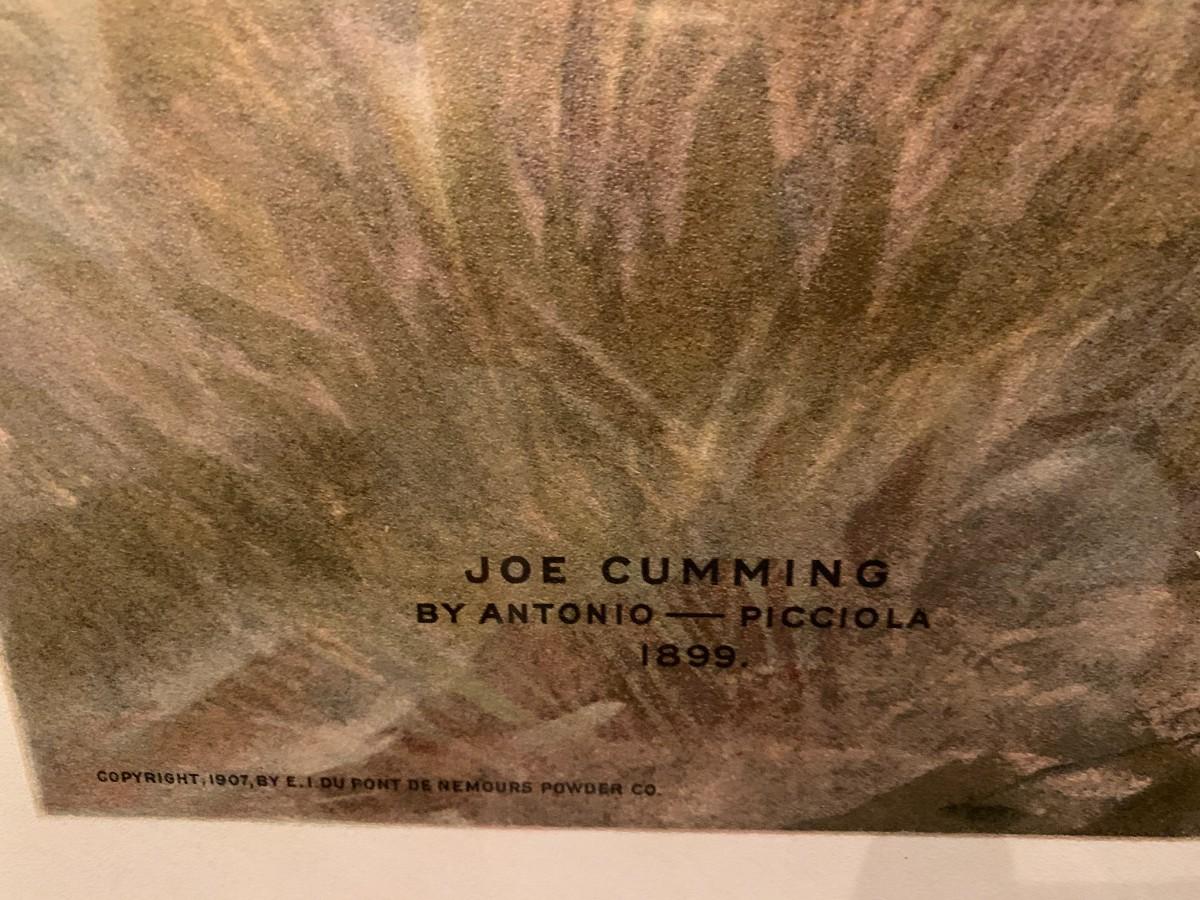 JOE CUMMING
BY ANTONIO — PICCIOLA
1899.
COPYRIGHT, 1907, BY E. I. DU PONT DE NEMOURS POWDER CO.